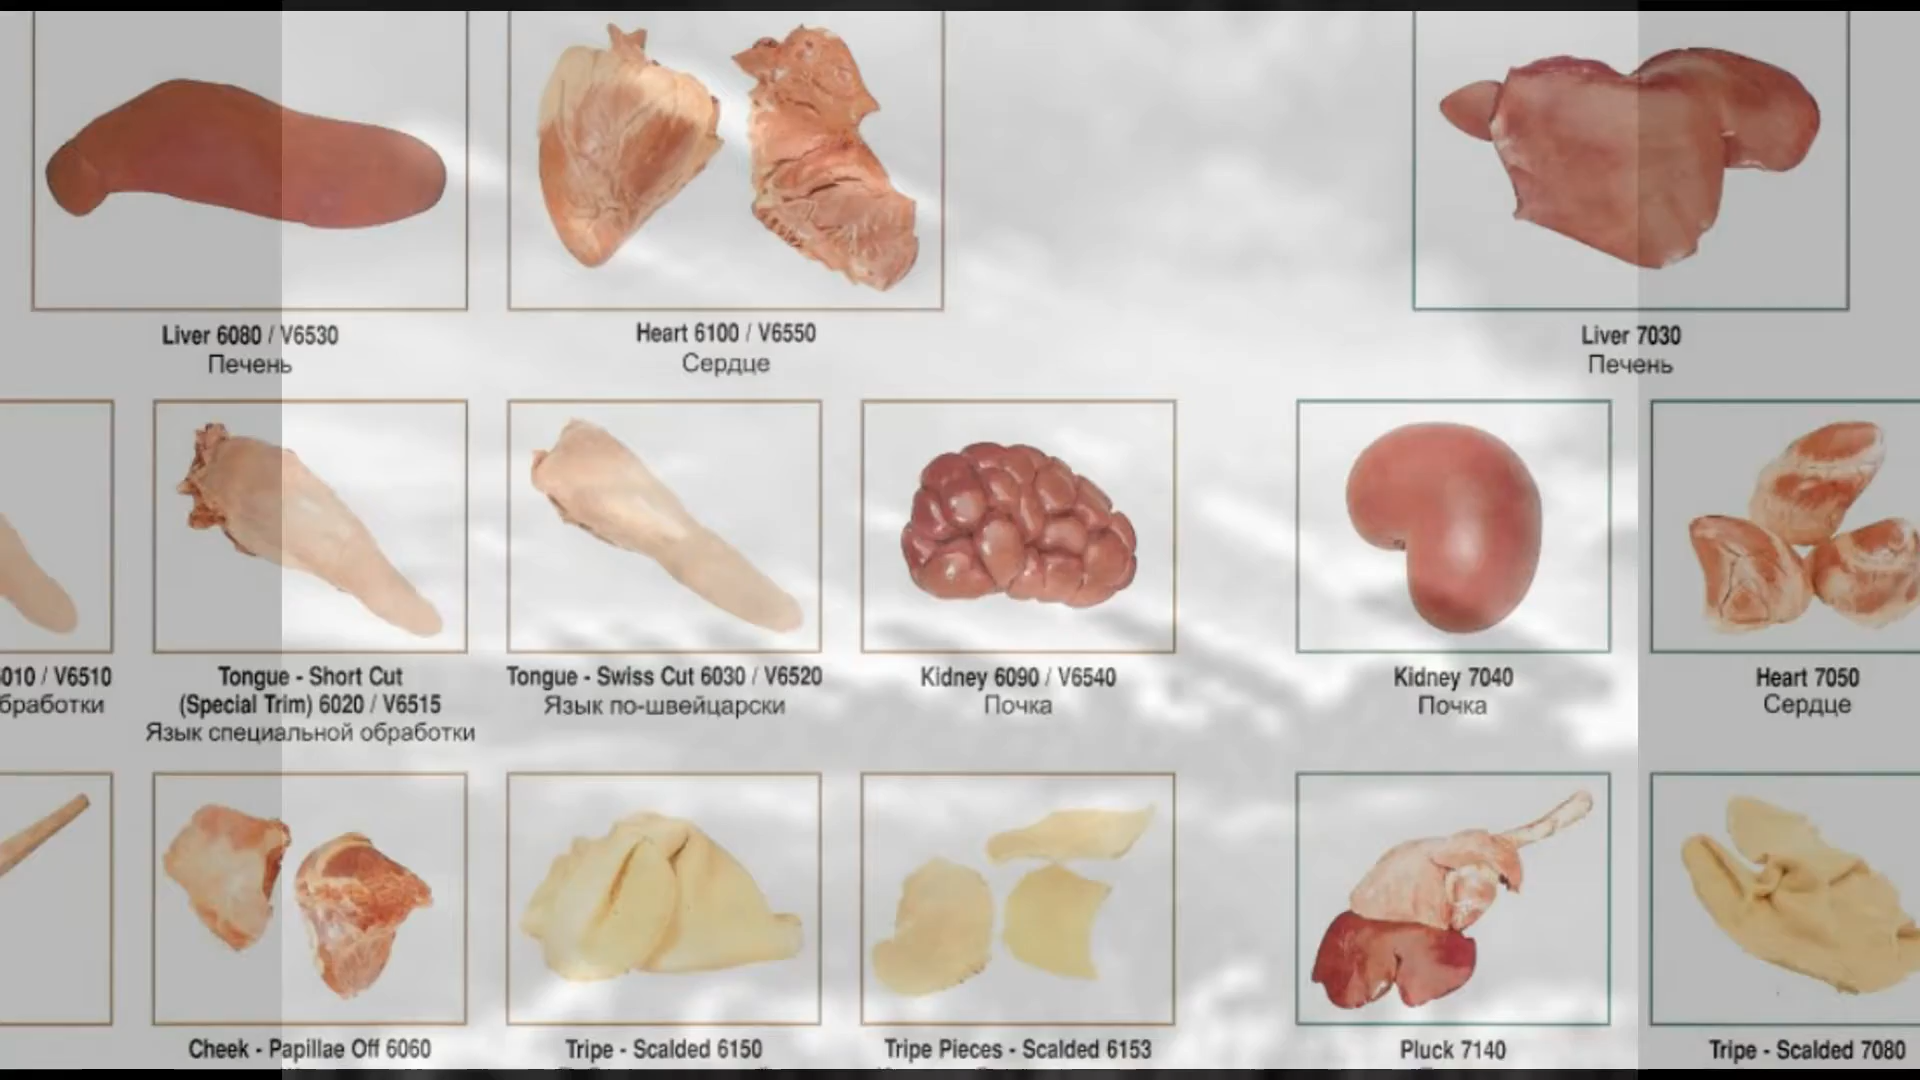 Liver 6080 / V6530
Печень
Heart 6100 / V6550
Сердце
Liver 7030
Печень
010 / V6510
бработки
Tongue - Short Cut
(Special Trim) 6020 / V6515
Язык специальной обработки
Tongue - Swiss Cut 6030 / V6520
Язык по-швейцарски
Kidney 6090 / V6540
Почка
Kidney 7040
Почка
Heart 7050
Сердце
Cheek - Papillae Off 6060
Tripe - Scalded 6150
Tripe Pieces - Scalded 6153
Pluck 7140
Tripe - Scalded 7080